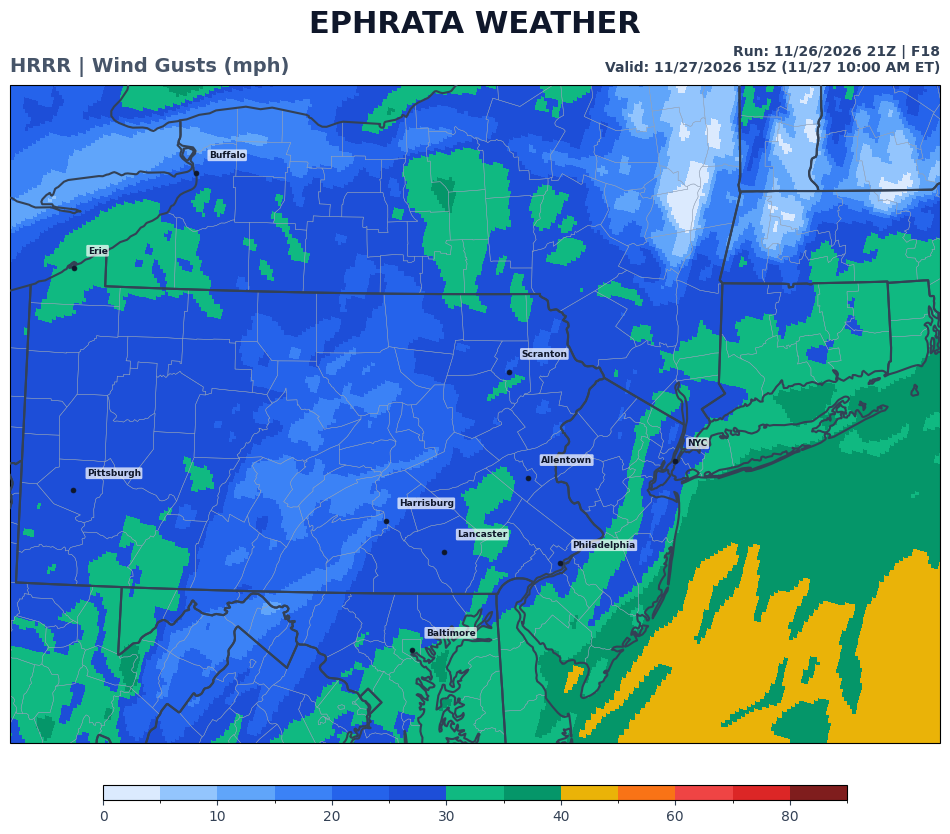 EPHRATA WEATHER
HRRR | Wind Gusts (mph)
Run: 11/26/2026 21Z | F18
Valid: 11/27/2026 15Z (11/27 10:00 AM ET)
Buffalo
Erie
Scranton
NYC
Allentown
Pittsburgh
Harrisburg
Lancaster
Philadelphia
Baltimore
0 10 20 30 40 50 60 70 80